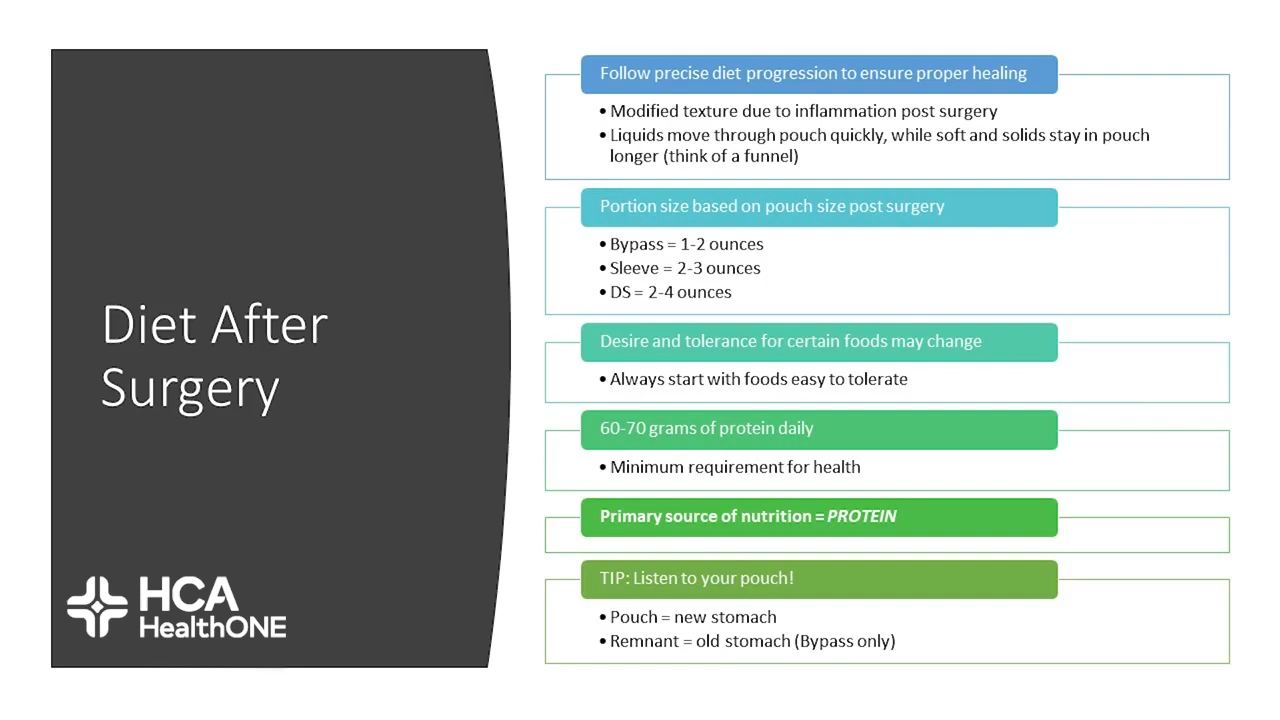 Diet After
Surgery
HCA
HealthONE
Follow precise diet progression to ensure proper healing
• Modified texture due to inflammation post surgery
• Liquids move through pouch quickly, while soft and solids stay in pouch
longer (think of a funnel)
Portion size based on pouch size post surgery
• Bypass = 1-2 ounces
• Sleeve = 2-3 ounces
• DS = 2-4 ounces
Desire and tolerance for certain foods may change
• Always start with foods easy to tolerate
60-70 grams of protein daily
• Minimum requirement for health
Primary source of nutrition = PROTEIN
TIP: Listen to your pouch!
• Pouch = new stomach
• Remnant = old stomach (Bypass only)